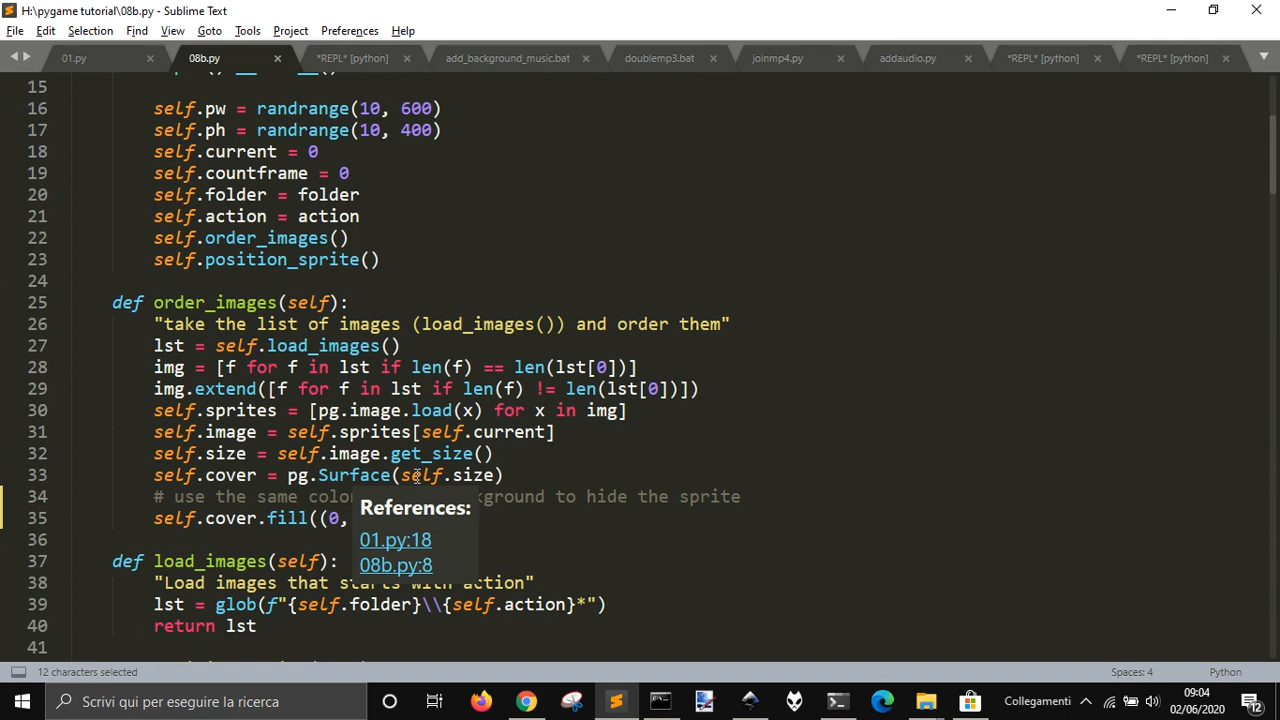 H:\pygame tutorial\08b.py - Sublime Text
File Edit Selection Find View Goto Tools Project Preferences Help
01.py 08b.py *REPL* [python] add_background_music.bat doublemp3.bat joinmp4.py addaudio.py *REPL* [python] *REPL* [python]
15
16 self.pw = randrange(10, 600)
17 self.ph = randrange(10, 400)
18 self.current = 0
19 self.countframe = 0
20 self.folder = folder
21 self.action = action
22 self.order_images()
23 self.position_sprite()
24
25 def order_images(self):
26 "take the list of images (load_images()) and order them"
27 lst = self.load_images()
28 img = [f for f in lst if len(f) == len(lst[0])]
29 img.extend([f for f in lst if len(f) != len(lst[0])])
30 self.sprites = [pg.image.load(x) for x in img]
31 self.image = self.sprites[self.current]
32 self.size = self.image.get_size()
33 self.cover = pg.Surface(self.size)
34 # use the same colo ground to hide the sprite
35 self.cover.fill((0,
References:
01.py:18
08b.py:8
36
37 def load_images(self):
38 "Load images that starts with action"
39 lst = glob(f"{self.folder}\\{self.action}*")
40 return lst
41
12 characters selected Spaces: 4 Python
Scrivi qui per eseguire la ricerca Collegamenti 09:04
02/06/2020 12